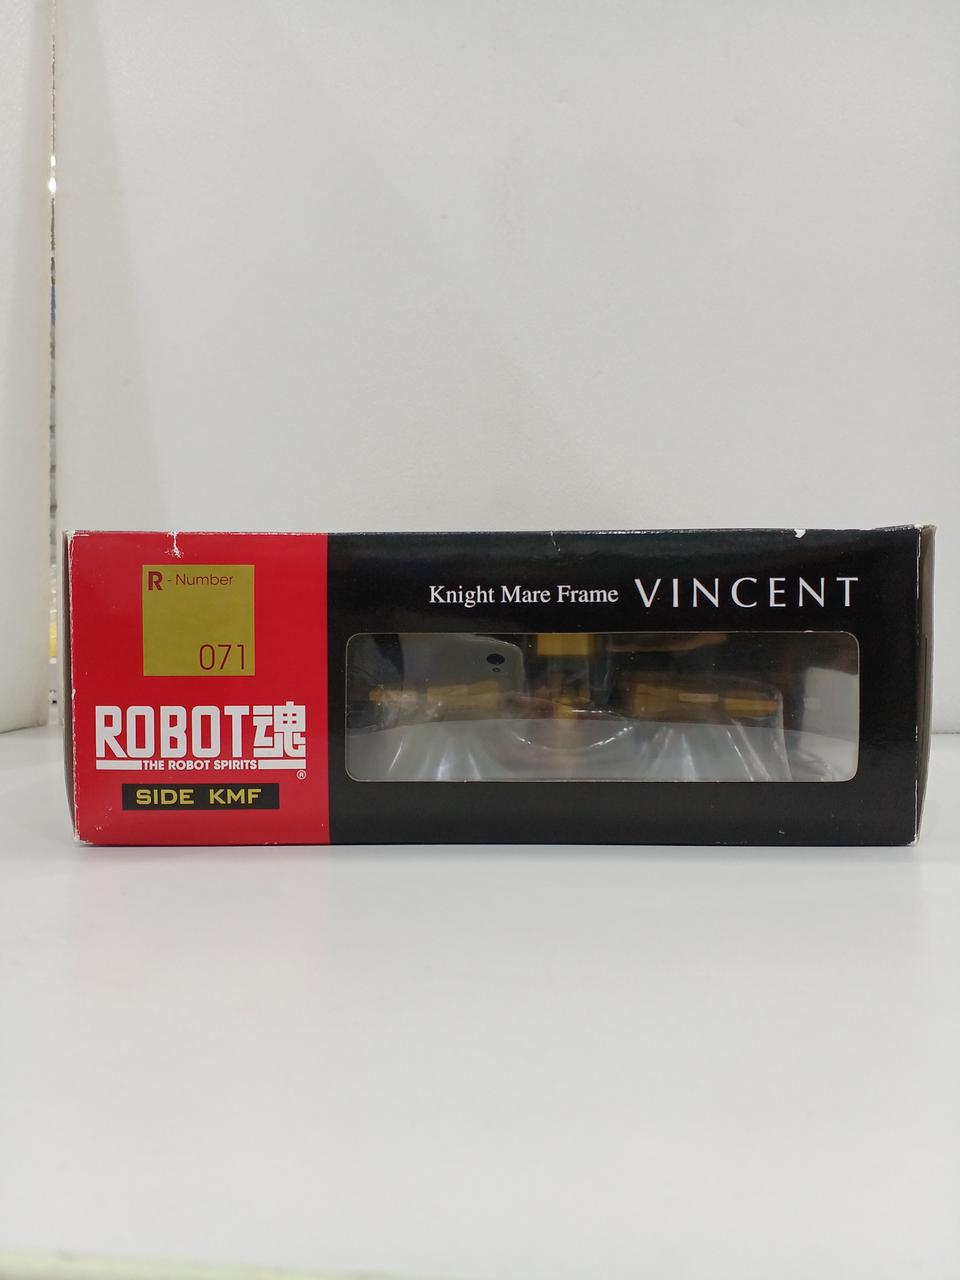 R - Number
071
ROBOT魂
THE ROBOT SPIRITS
®
SIDE KMF
Knight Mare Frame VINCENT